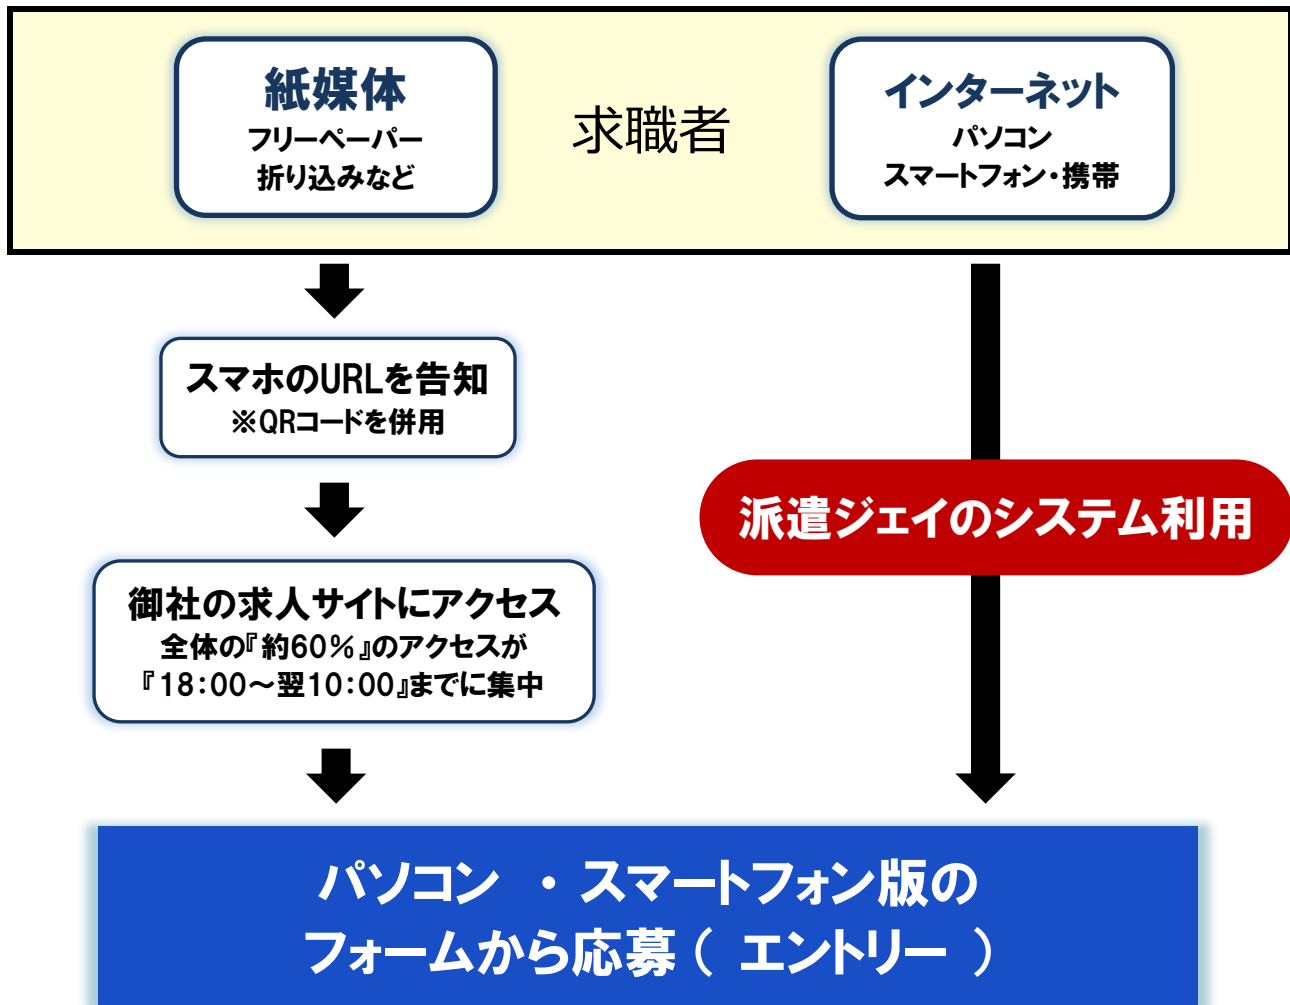 紙媒体
フリーペーパー
折り込みなど
求職者
インターネット
パソコン
スマートフォン・携帯
スマホのURLを告知
※QRコードを併用
派遣ジェイのシステム利用
御社の求人サイトにアクセス
全体の『約60％』のアクセスが
『18：00～翌10：00』までに集中
パソコン ・スマートフォン版の
フォームから応募（ エントリー ）